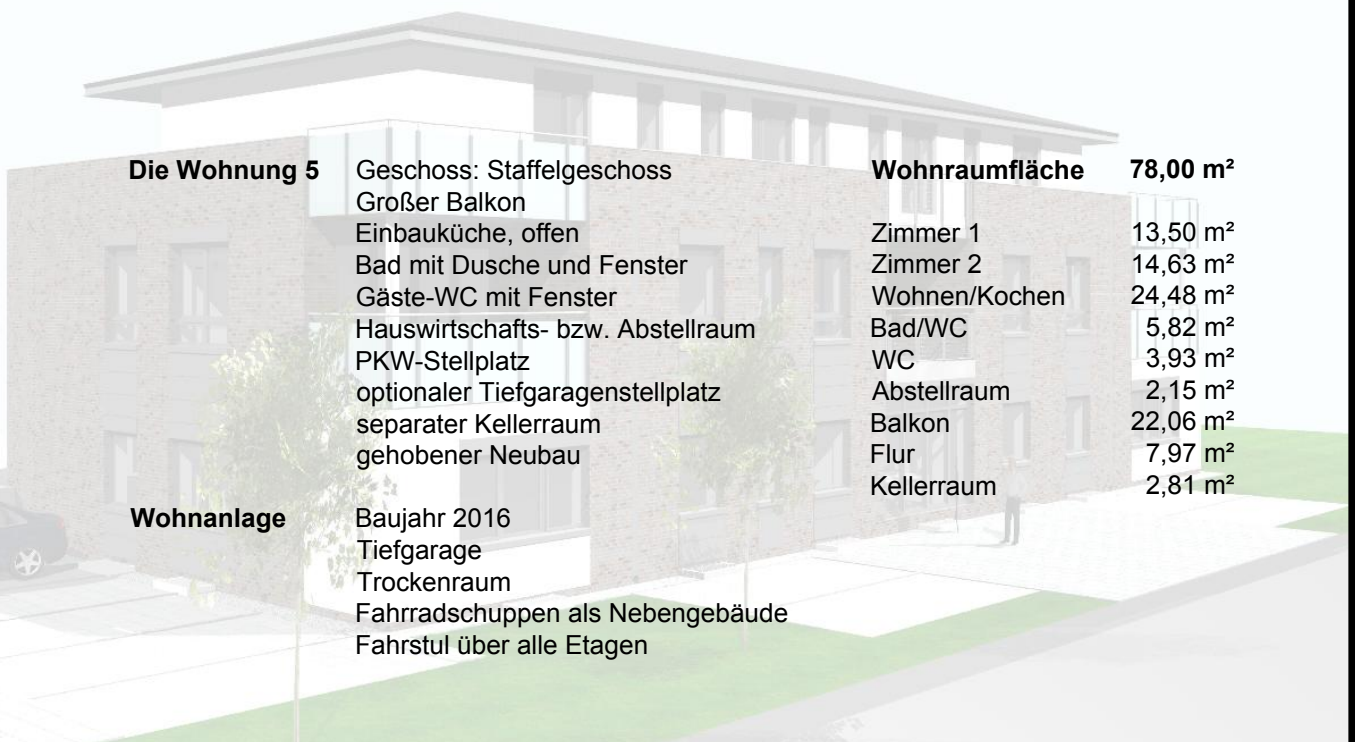 Die Wohnung 5 Geschoss: Staffelgeschoss
Großer Balkon
Einbauküche, offen
Bad mit Dusche und Fenster
Gäste-WC mit Fenster
Hauswirtschafts- bzw. Abstellraum
PKW-Stellplatz
optionaler Tiefgaragenstellplatz
separater Kellerraum
gehobener Neubau
Wohnanlage Baujahr 2016
Tiefgarage
Trockenraum
Fahrradschuppen als Nebengebäude
Fahrstul über alle Etagen
Wohnraumfläche 78,00 m²
Zimmer 1 13,50 m²
Zimmer 2 14,63 m²
Wohnen/Kochen 24,48 m²
Bad/WC 5,82 m²
WC 3,93 m²
Abstellraum 2,15 m²
Balkon 22,06 m²
Flur 7,97 m²
Kellerraum 2,81 m²